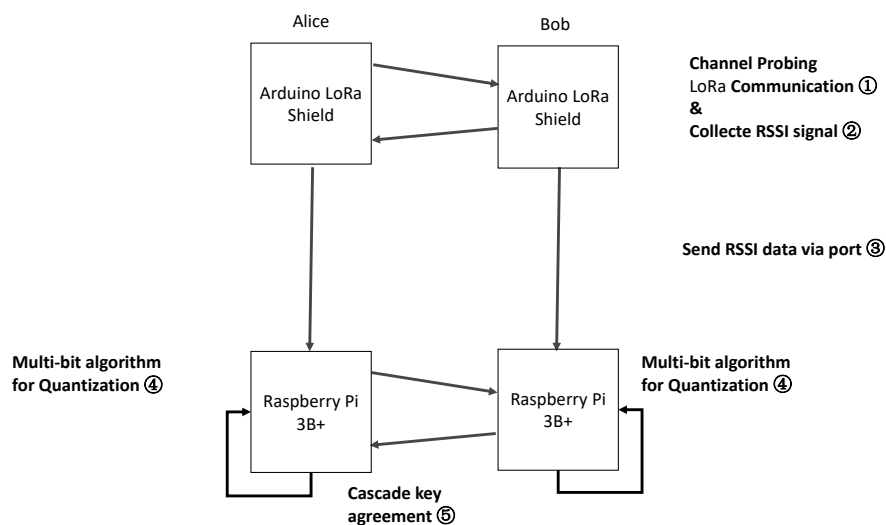 Alice
Bob
Arduino LoRa
Shield
Arduino LoRa
Shield
Channel Probing
LoRa Communication ①
&
Collecte RSSI signal ②
Send RSSI data via port ③
Multi-bit algorithm
for Quantization ④
Raspberry Pi
3B+
Raspberry Pi
3B+
Multi-bit algorithm
for Quantization ④
Cascade key
agreement ⑤